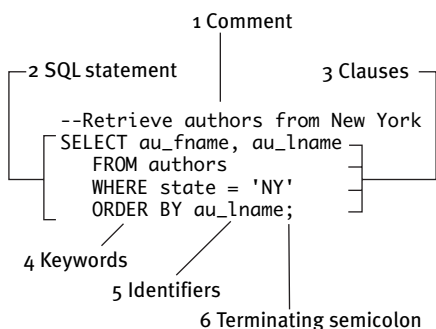 1 Comment
2 SQL statement
3 Clauses
--Retrieve authors from New York
SELECT au_fname, au_lname
FROM authors
WHERE state = 'NY'
ORDER BY au_lname;
4 Keywords
5 Identifiers
6 Terminating semicolon